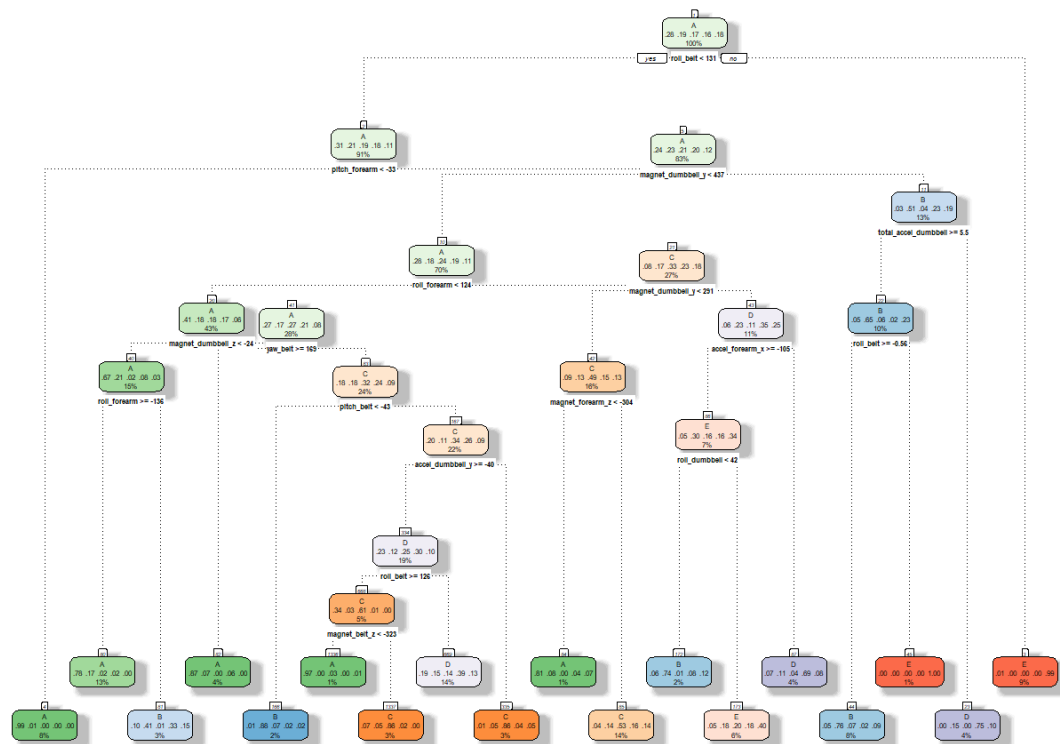 A
.28 .19 .17 .16 .18
100%
yes roll_belt < 131 no
A
.31 .21 .19 .18 .11
91%
pitch_forearm < -33
A
.24 .23 .21 .20 .12
83%
magnet_dumbbell_y < 437
B
.03 .51 .04 .23 .19
13%
total_accel_dumbbell >= 5.5
A
.28 .18 .24 .19 .11
70%
roll_forearm < 124
C
.08 .17 .33 .23 .18
27%
magnet_dumbbell_y < 291
A
.41 .18 .18 .17 .06
43%
magnet_dumbbell_z < -24
A
.27 .17 .27 .21 .08
28%
yaw_belt >= 169
D
.06 .23 .11 .35 .25
11%
accel_forearm_x >= -105
B
.05 .65 .06 .02 .23
10%
roll_belt >= -0.56
A
.67 .21 .02 .08 .03
15%
roll_forearm >= -136
C
.18 .18 .32 .24 .09
24%
pitch_belt < -43
C
.09 .13 .49 .15 .13
16%
magnet_forearm_z < -304
C
.20 .11 .34 .26 .09
22%
accel_dumbbell_y >= -40
E
.05 .30 .16 .16 .34
7%
roll_dumbbell < 42
D
.23 .12 .25 .30 .10
19%
roll_belt >= 126
C
.34 .03 .61 .01 .00
5%
magnet_belt_z < -323
A
.78 .17 .02 .02 .00
13%
A
.87 .07 .00 .06 .00
4%
A
.97 .00 .03 .00 .01
1%
D
.19 .15 .14 .39 .13
14%
A
.81 .08 .00 .04 .07
1%
B
.06 .74 .01 .08 .12
2%
D
.07 .11 .04 .69 .08
4%
E
.00 .00 .00 .00 1.00
1%
E
.01 .00 .00 .00 .99
9%
A
.99 .01 .00 .00 .00
8%
B
.10 .41 .01 .33 .15
3%
B
.01 .88 .07 .02 .02
2%
C
.07 .05 .86 .02 .00
3%
C
.01 .05 .86 .04 .05
3%
C
.04 .14 .53 .16 .14
14%
E
.05 .18 .20 .18 .40
6%
B
.05 .76 .07 .02 .09
8%
D
.00 .15 .00 .75 .10
4%